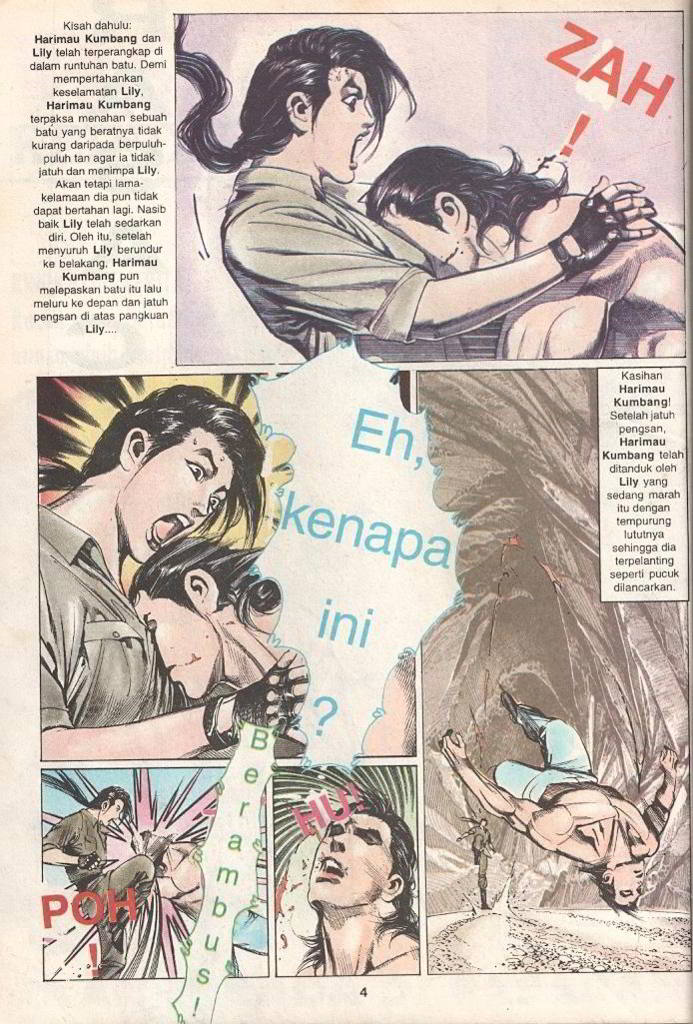 Kisah dahulu:
Harimau Kumbang dan
Lily telah terperangkap di
dalam runtuhan batu. Demi
mempertahankan
keselamatan Lily,
Harimau Kumbang
terpaksa menahan sebuah
batu yang beratnya tidak
kurang daripada berpuluh-
puluh tan agar ia tidak
jatuh dan menimpa Lily.
Akan tetapi lama-
kelamaan dia pun tidak
dapat bertahan lagi. Nasib
baik Lily telah sedarkan
diri. Oleh itu, setelah
menyuruh Lily berundur
ke belakang, Harimau
Kumbang pun
melepaskan batu itu lalu
meluru ke depan dan jatuh
pengsan di atas pangkuan
Lily....
ZAH
!
Eh,
kenapa
ini
?
Kasihan
Harimau
Kumbang!
Setelah jatuh
pengsan,
Harimau
Kumbang telah
ditanduk oleh
Lily yang
sedang marah
itu dengan
tempurung
lututnya
sehingga dia
terpelanting
seperti pucuk
dilancarkan.
POH
!
Berambus!
HU!
4